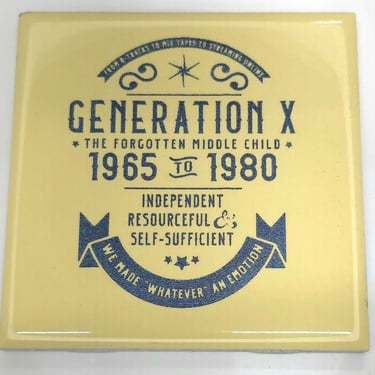 FROM 8-TRACKS TO MIX TAPES TO STREAMING ONLINE
GENERATION X
* THE FORGOTTEN MIDDLE CHILD *
1965 TO 1980
INDEPENDENT
RESOURCEFUL &
SELF-SUFFICIENT
WE MADE "WHATEVER" AN EMOTION